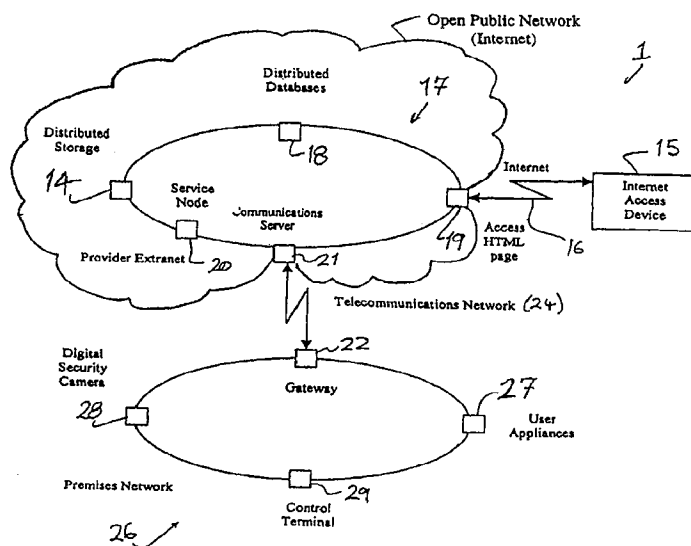 Open Public Network
(Internet)
1
Distributed
Databases
17
Distributed
Storage
18
15
Internet
Internet
Access
Device
14
Service
Node
Communications
Server
19
Access
HTML
page
16
Provider Extranet
20
21
Telecommunications Network (24)
22
Digital
Security
Camera
Gateway
27
28
User
Appliances
Premises Network
29
Control
Terminal
26